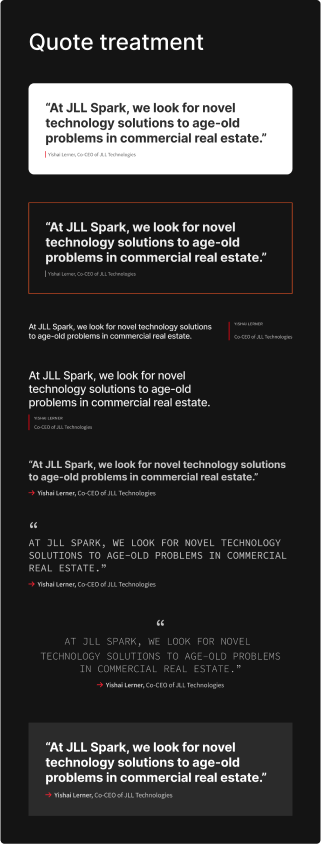 Quote treatment
“At JLL Spark, we look for novel
technology solutions to age-old
problems in commercial real estate.”
Yishai Lerner, Co-CEO of JLL Technologies
“At JLL Spark, we look for novel
technology solutions to age-old
problems in commercial real estate.”
Yishai Lerner, Co-CEO of JLL Technologies
At JLL Spark, we look for novel technology solutions
to age-old problems in commercial real estate.
YISHAI LERNER
Co-CEO of JLL Technologies
At JLL Spark, we look for novel
technology solutions to age-old
problems in commercial real estate.
YISHAI LERNER
Co-CEO of JLL Technologies
“At JLL Spark, we look for novel technology solutions
to age-old problems in commercial real estate.”
→ Yishai Lerner, Co-CEO of JLL Technologies
“
AT JLL SPARK, WE LOOK FOR NOVEL TECHNOLOGY
SOLUTIONS TO AGE-OLD PROBLEMS IN COMMERCIAL
REAL ESTATE.”
→ Yishai Lerner, Co-CEO of JLL Technologies
“
AT JLL SPARK, WE LOOK FOR NOVEL
TECHNOLOGY SOLUTIONS TO AGE-OLD PROBLEMS
IN COMMERCIAL REAL ESTATE.”
→ Yishai Lerner, Co-CEO of JLL Technologies
“At JLL Spark, we look for novel
technology solutions to age-old
problems in commercial real estate.”
→ Yishai Lerner, Co-CEO of JLL Technologies